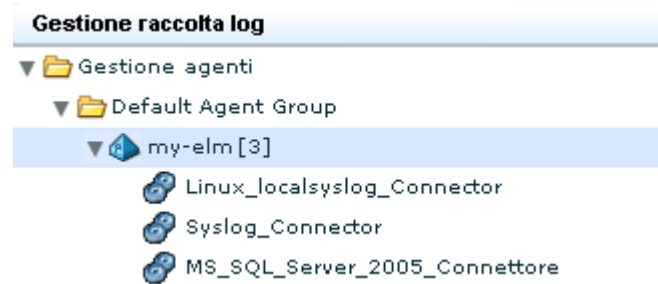 Gestione raccolta log
Gestione agenti
Default Agent Group
my-elm [3]
Linux_localsyslog_Connector
Syslog_Connector
MS_SQL_Server_2005_Connettore